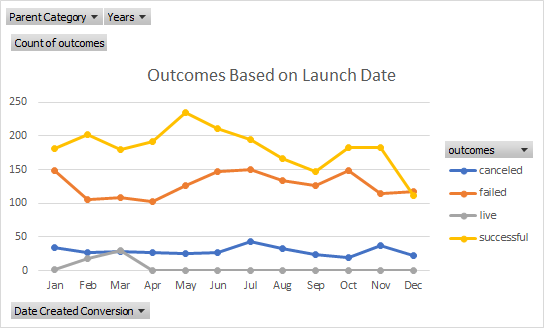 Parent Category Years
Count of outcomes
Outcomes Based on Launch Date
250
200
150
100
50
0
Jan Feb Mar Apr May Jun Jul Aug Sep Oct Nov Dec
outcomes
canceled
failed
live
successful
Date Created Conversion